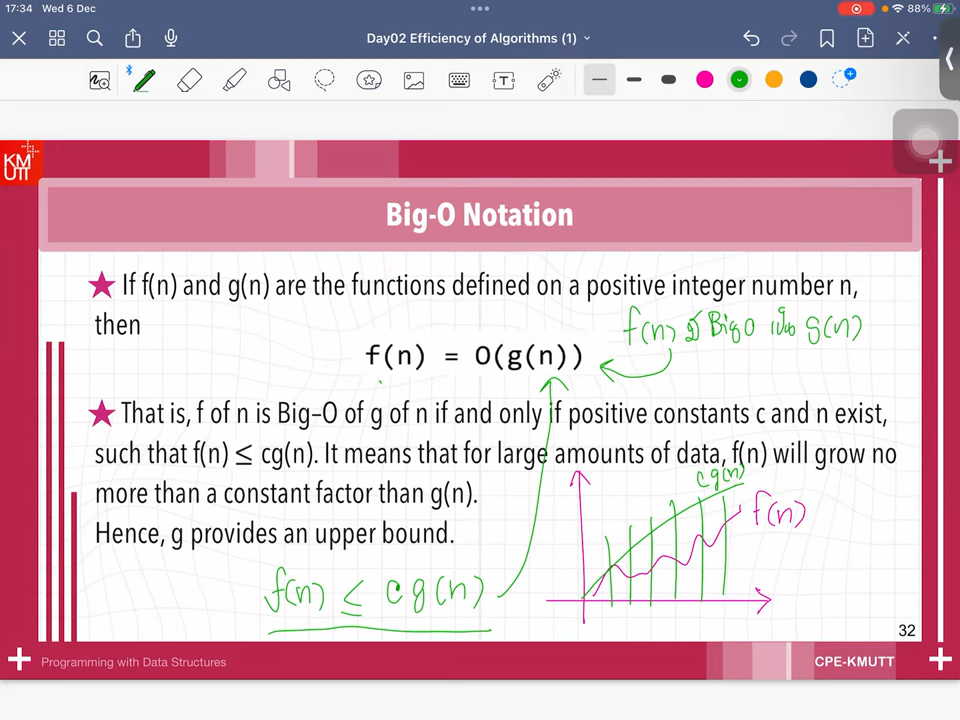 17:34 Wed 6 Dec
88%
Day02 Efficiency of Algorithms (1)
KM
UTT
Big-O Notation
★ If f(n) and g(n) are the functions defined on a positive integer number n,
then
f(n) มี BigO เป็น g(n)
f(n) = O(g(n))
★ That is, f of n is Big–O of g of n if and only if positive constants c and n exist,
such that f(n) ≤ cg(n). It means that for large amounts of data, f(n) will grow no
more than a constant factor than g(n).
cg(n)
f(n)
Hence, g provides an upper bound.
f(n) ≤ cg(n)
32
Programming with Data Structures
CPE-KMUTT